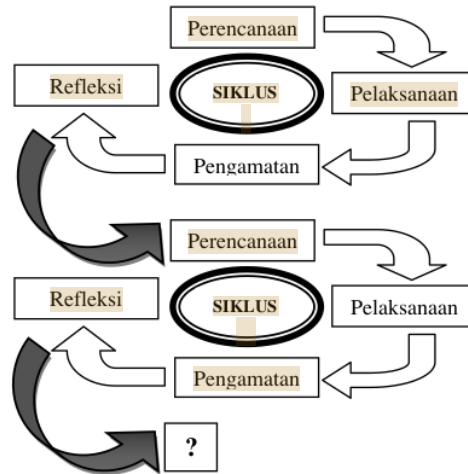 Perencanaan
Refleksi
SIKLUS
Pelaksanaan
Pengamatan
Perencanaan
Refleksi
SIKLUS
Pelaksanaan
Pengamatan
?